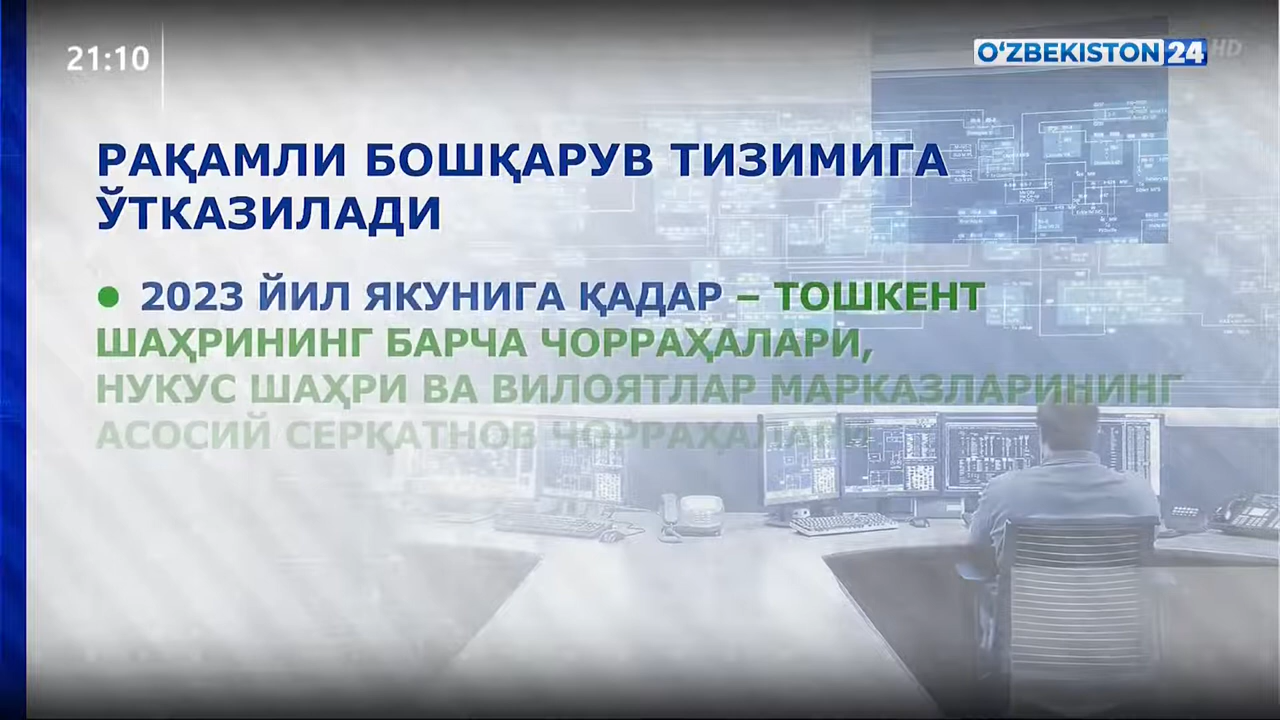 21:10
O‘ZBEKISTON 24 HD
РАҚАМЛИ БОШҚАРУВ ТИЗИМИГА
ЎТКАЗИЛАДИ
● 2023 ЙИЛ ЯКУНИГА ҚАДАР – ТОШКЕНТ
ШАҲРИНИНГ БАРЧА ЧОРРАҲАЛАРИ,
НУКУС ШАҲРИ ВА ВИЛОЯТЛАР МАРКАЗЛАРИНИНГ
АСОСИЙ СЕРҚАТНОВ ЧОРРАҲАЛАРИ